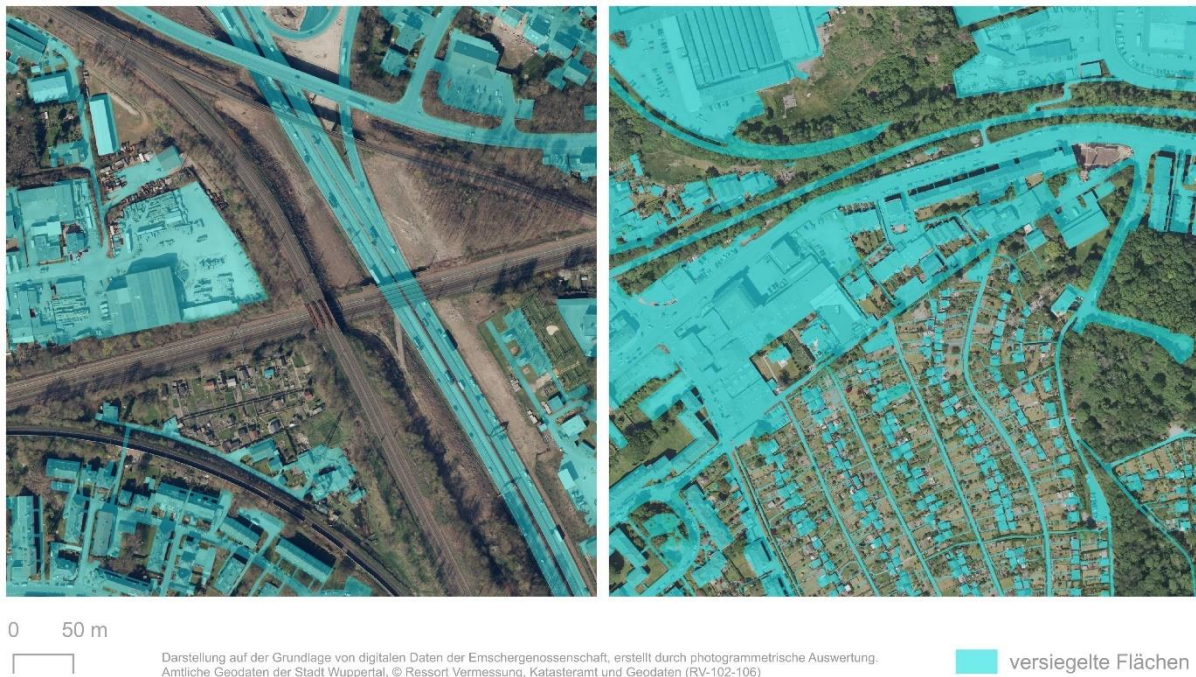 0 50 m
Darstellung auf der Grundlage von digitalen Daten der Emschergenossenschaft, erstellt durch photogrammetrische Auswertung.
Amtliche Geodaten der Stadt Wuppertal, © Ressort Vermessung, Katasteramt und Geodaten (RV-102-106)
versiegelte Flächen